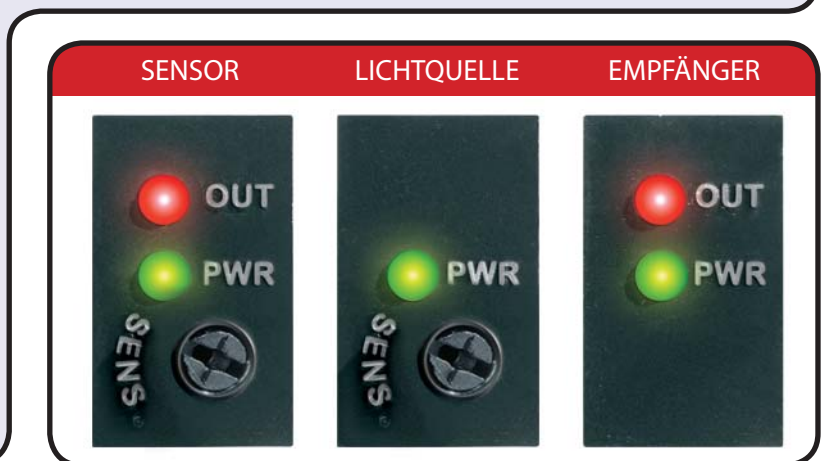 SENSOR
LICHTQUELLE
EMPFÄNGER
OUT
PWR
SENS
PWR
SENS
OUT
PWR